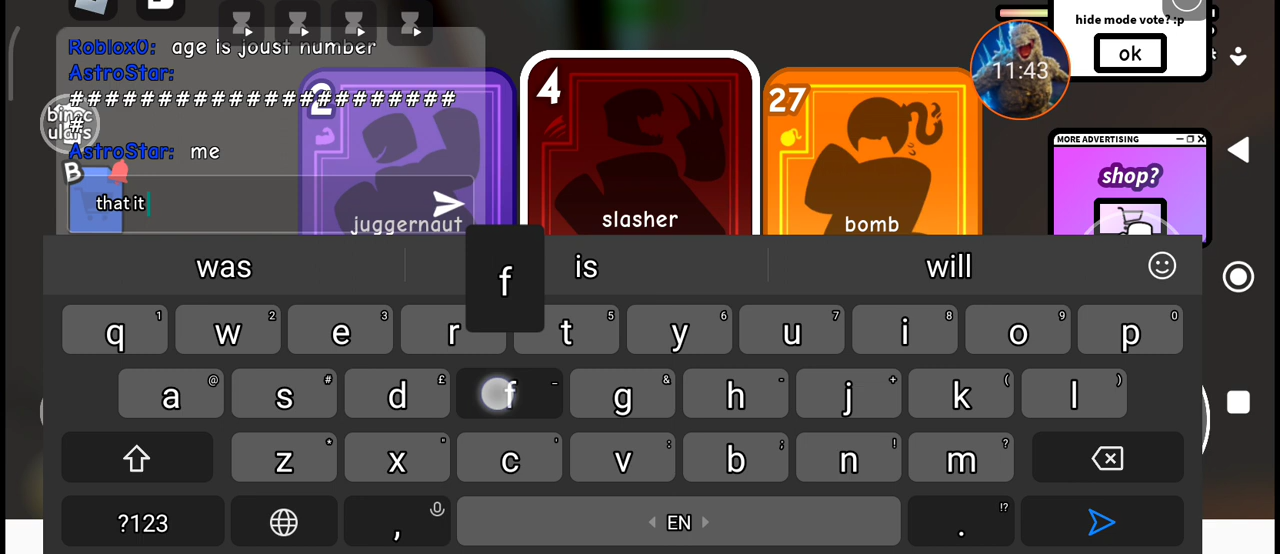 hide mode vote? :p
ok
Roblox0: age is joust number
AstroStar:
##########################
#
AstroStar: me
binoc
ulars
B
that it
2
juggernaut
4
slasher
27
bomb
11:43
MORE ADVERTISING
shop?
was is will
f
q 1 w 2 e 3 r t 5 y 6 u 7 i 8 o 9 p 0
a @ s # d £ f _ g & h - j + k ( l )
z * x " c ' v : b ; n ! m ?
?123 , EN . !?